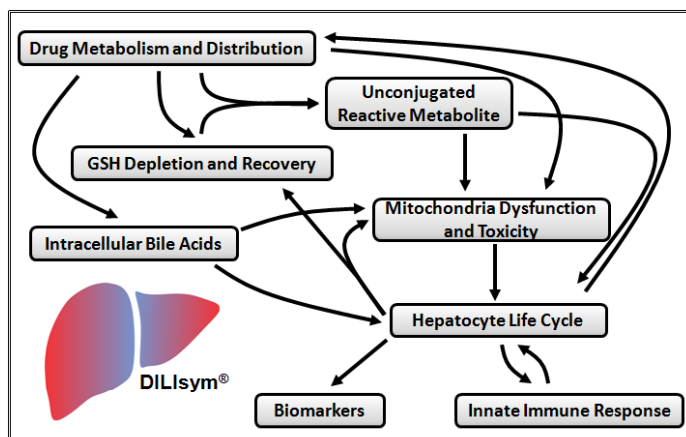 Drug Metabolism and Distribution
Unconjugated
Reactive Metabolite
GSH Depletion and Recovery
Mitochondria Dysfunction
and Toxicity
Intracellular Bile Acids
Hepatocyte Life Cycle
DILIsym®
Biomarkers
Innate Immune Response